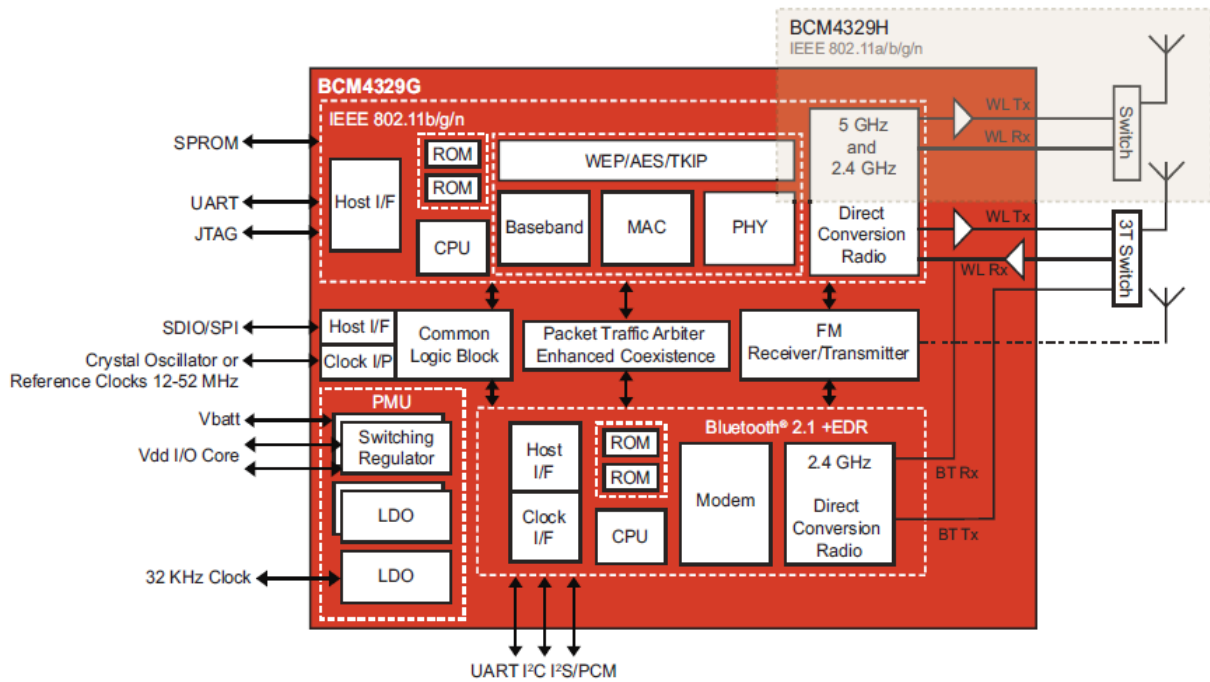 BCM4329H
IEEE 802.11a/b/g/n
BCM4329G
IEEE 802.11b/g/n
SPROM
UART
JTAG
Host I/F
ROM
ROM
CPU
WEP/AES/TKIP
Baseband
MAC
PHY
5 GHz
and
2.4 GHz
Direct
Conversion
Radio
WL Tx
WL Rx
Switch
WL Tx
WL Rx
3T Switch
SDIO/SPI
Crystal Oscillator or
Reference Clocks 12-52 MHz
Host I/F
Clock I/P
Common
Logic Block
Packet Traffic Arbiter
Enhanced Coexistence
FM
Receiver/Transmitter
Vbatt
Vdd I/O Core
32 KHz Clock
PMU
Switching
Regulator
LDO
LDO
Bluetooth® 2.1 +EDR
Host
I/F
Clock
I/F
ROM
ROM
CPU
Modem
2.4 GHz
Direct
Conversion
Radio
BT Rx
BT Tx
UART I²C I²S/PCM